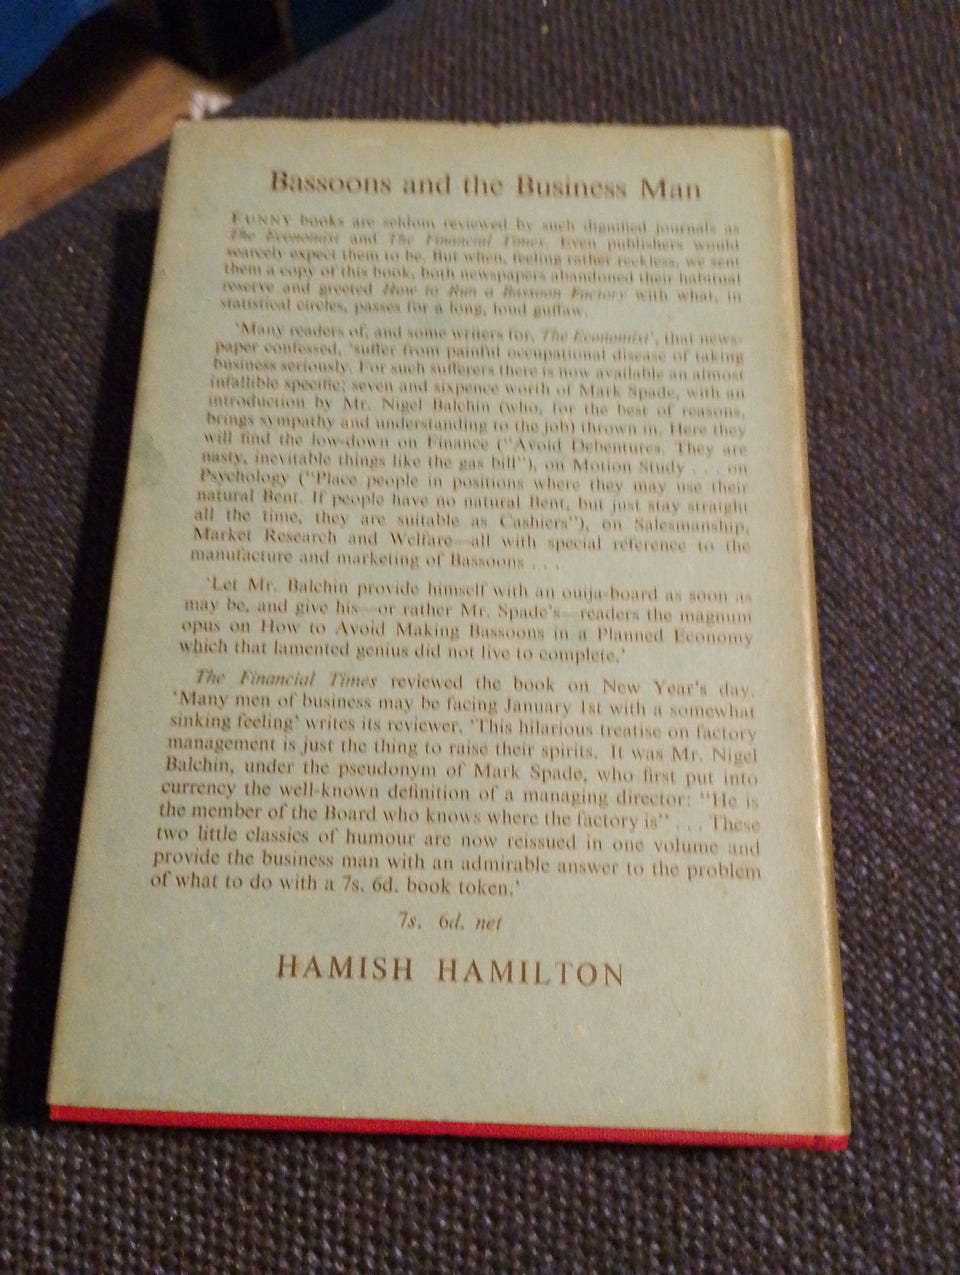 Bassoons and the Business Man
FUNNY books are seldom reviewed by such dignified journals as
The Economist and The Financial Times. Even publishers would
scarcely expect them to be. But when, feeling rather reckless, we sent
them a copy of this book, both newspapers abandoned their habitual
reserve and greeted How to Run a Bassoon Factory with what, in
statistical circles, passes for a long, loud guffaw.
'Many readers of, and some writers for, The Economist', that news-
paper confessed, 'suffer from painful occupational disease of taking
business seriously. For such sufferers there is now available an almost
infallible specific: seven and sixpence worth of Mark Spade, with an
introduction by Mr. Nigel Balchin (who, for the best of reasons,
brings sympathy and understanding to the job) thrown in. Here they
will find the low-down on Finance ("Avoid Debentures. They are
nasty, inevitable things like the gas bill"), on Motion Study . . . on
Psychology ("Place people in positions where they may use their
natural Bent. If people have no natural Bent, but just stay straight
all the time, they are suitable as Cashiers"), on Salesmanship,
Market Research and Welfare—all with special reference to the
manufacture and marketing of Bassoons . . .
'Let Mr. Balchin provide himself with an ouija-board as soon as
may be, and give his—or rather Mr. Spade's—readers the magnum
opus on How to Avoid Making Bassoons in a Planned Economy
which that lamented genius did not live to complete.'
The Financial Times reviewed the book on New Year's day.
'Many men of business may be facing January 1st with a somewhat
sinking feeling' writes its reviewer. 'This hilarious treatise on factory
management is just the thing to raise their spirits. It was Mr. Nigel
Balchin, under the pseudonym of Mark Spade, who first put into
currency the well-known definition of a managing director: "He is
the member of the Board who knows where the factory is" . . . These
two little classics of humour are now reissued in one volume and
provide the business man with an admirable answer to the problem
of what to do with a 7s. 6d. book token.'
7s. 6d. net
HAMISH HAMILTON